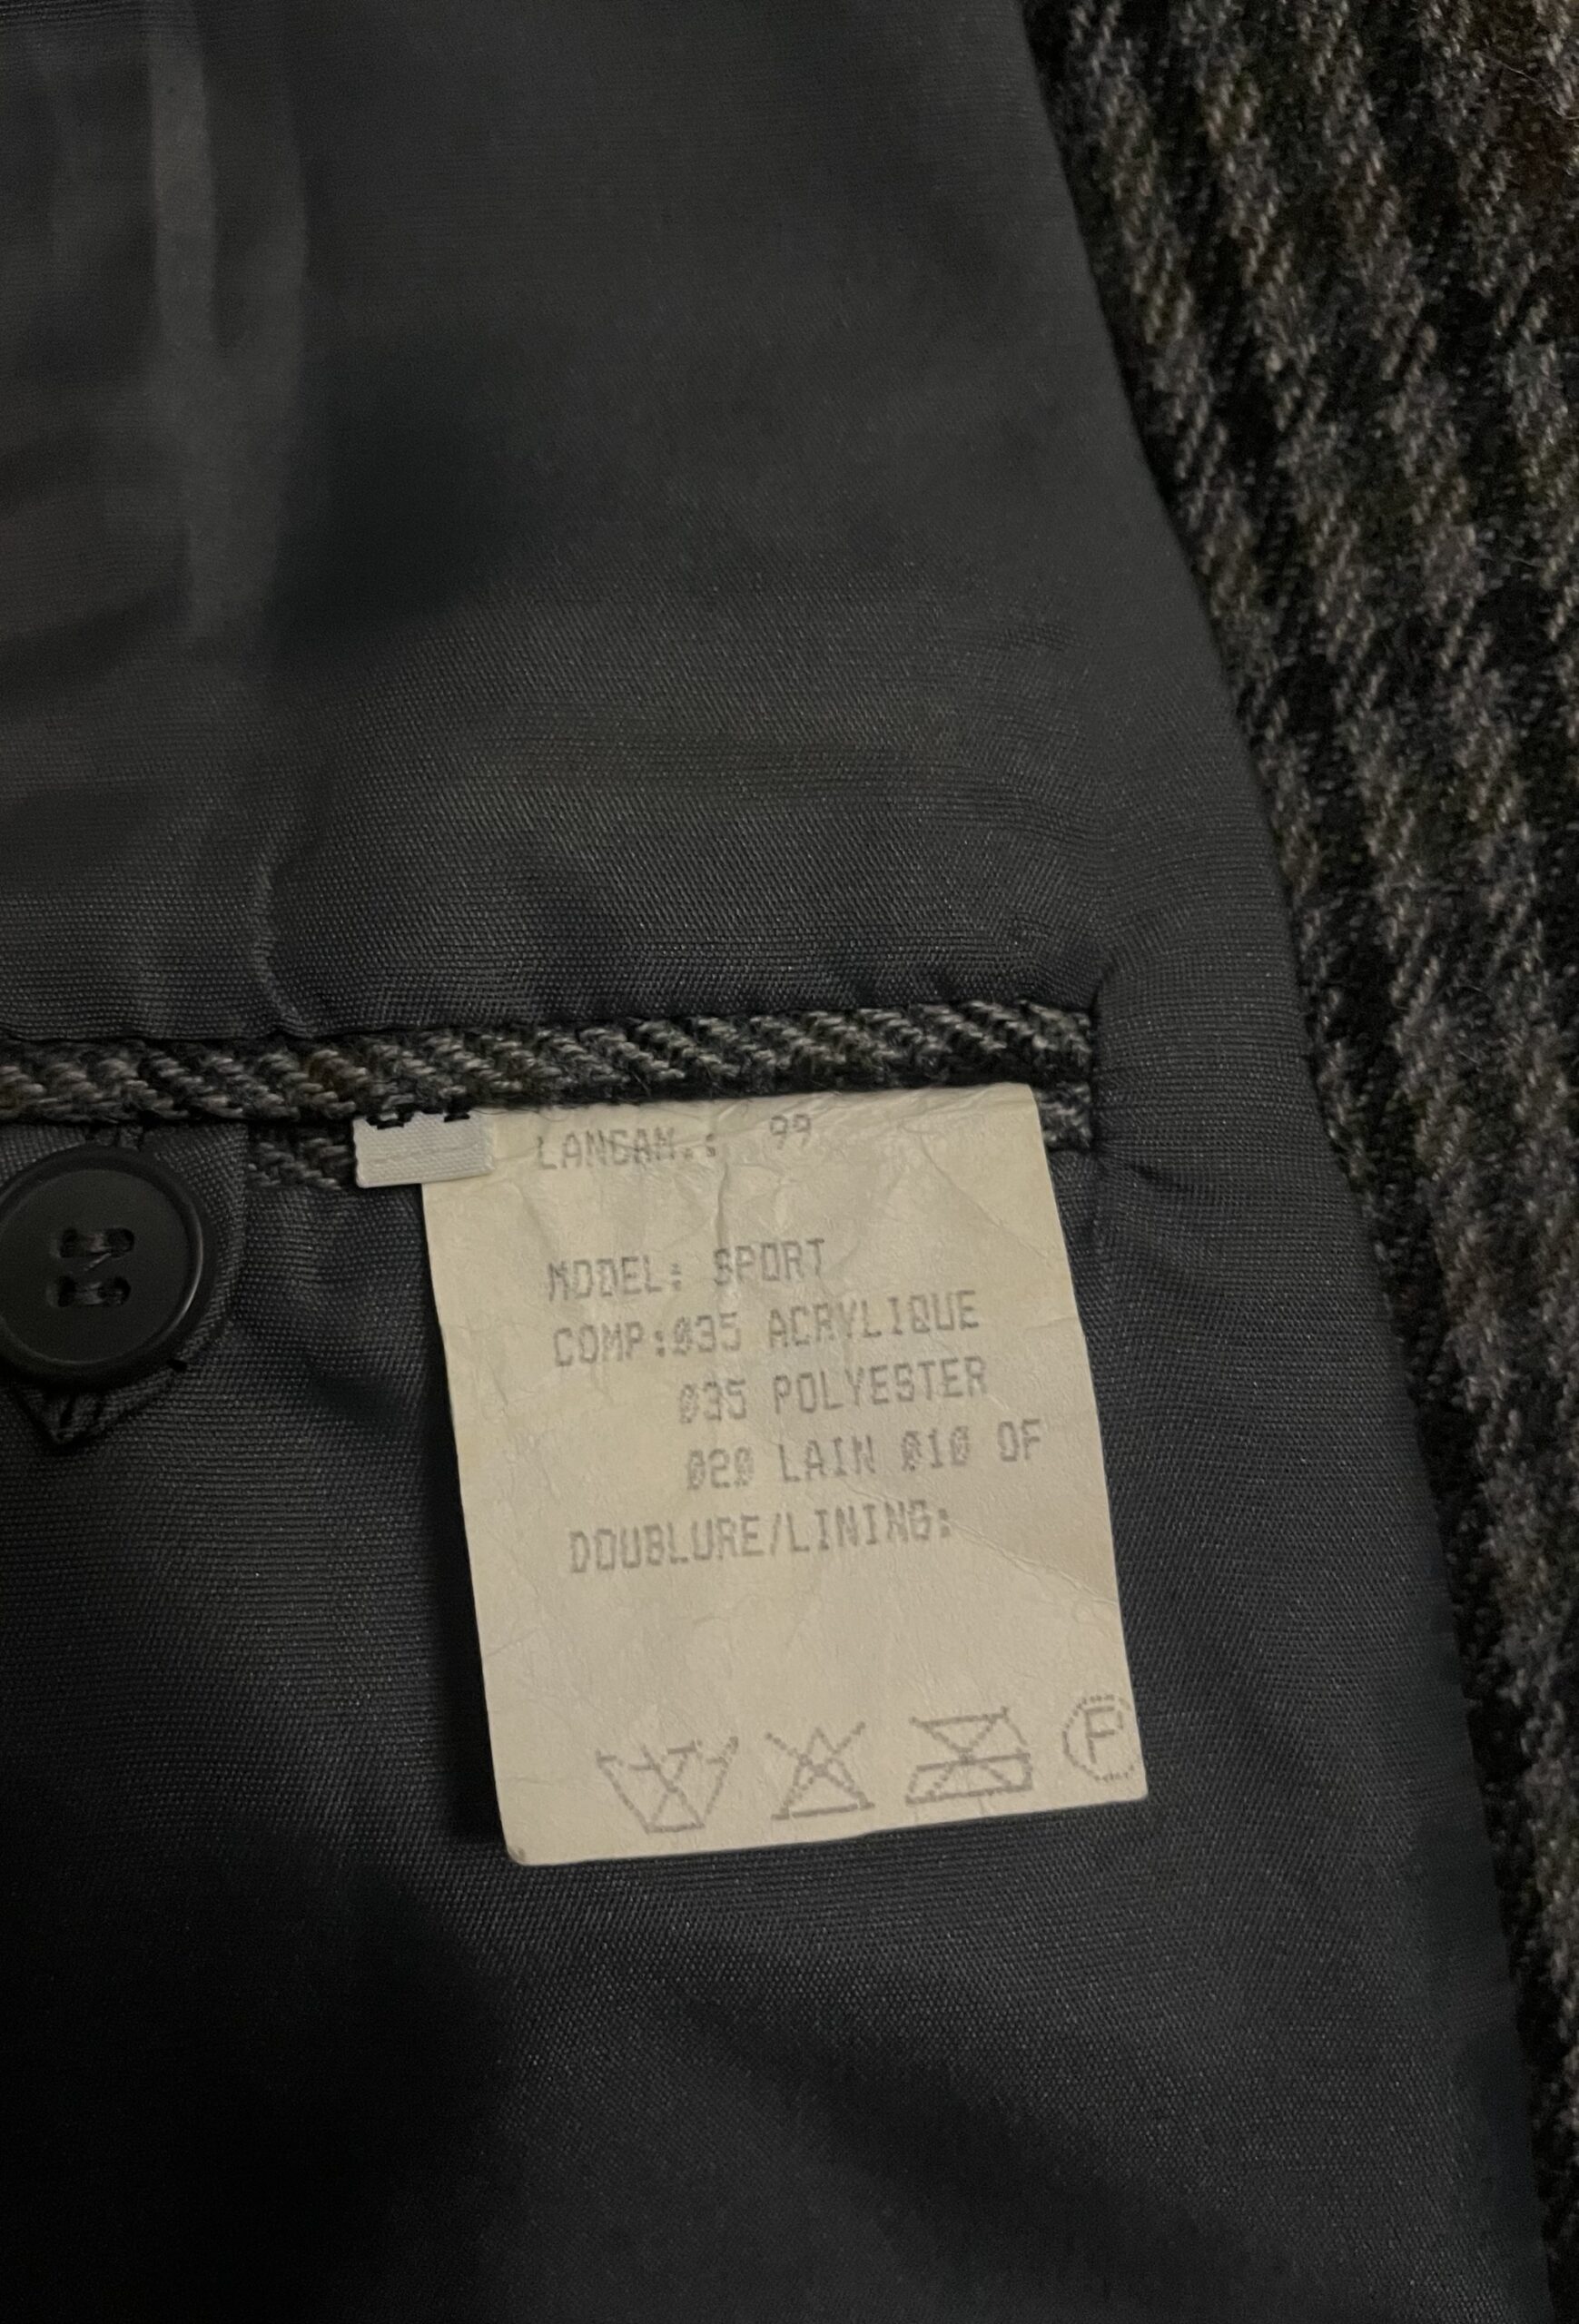 LANGAM.: 99
MODEL: SPORT
COMP:035 ACRYLIQUE
035 POLYESTER
020 LAIN 010 OF
DOUBLURE/LINING:
P